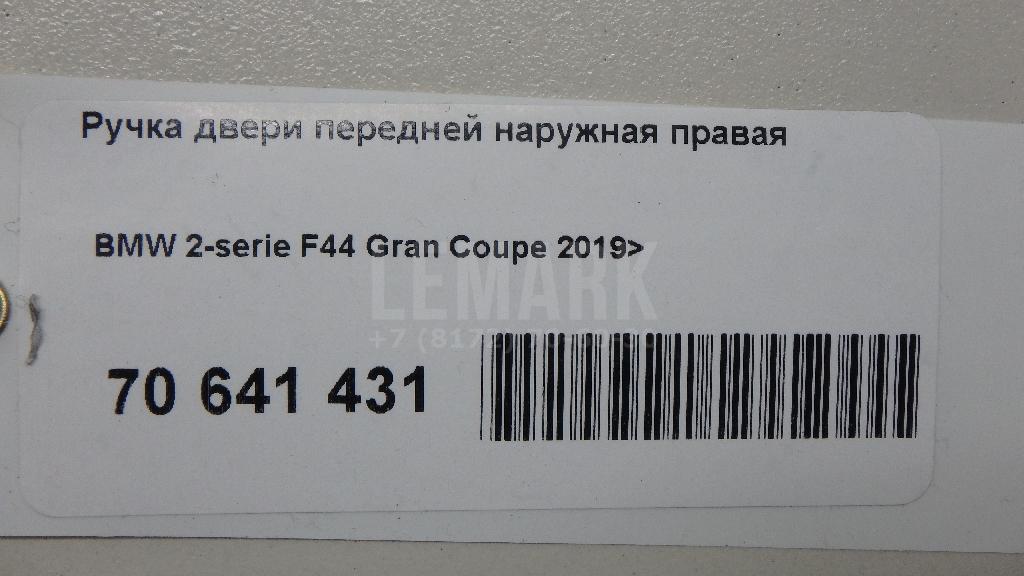 Ручка двери передней наружная правая
BMW 2-serie F44 Gran Coupe 2019>
LEMARK
70 641 431